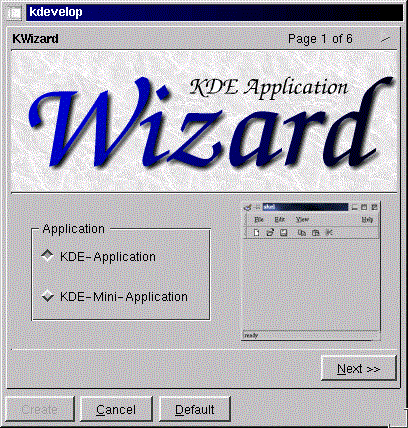 kdevelop
KWizard Page 1 of 6
KDE Application
Wizard
Application
KDE-Application
KDE-Mini-Application
File Edit View Help
ready
Next >>
Create Cancel Default